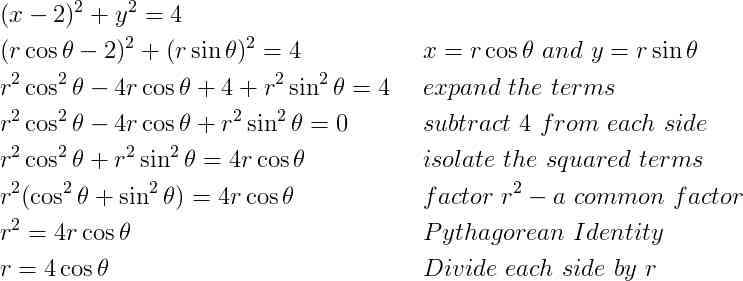 (x − 2)² + y² = 4
(r cos θ − 2)² + (r sin θ)² = 4 x = r cos θ and y = r sin θ
r² cos² θ − 4r cos θ + 4 + r² sin² θ = 4 expand the terms
r² cos² θ − 4r cos θ + r² sin² θ = 0 subtract 4 from each side
r² cos² θ + r² sin² θ = 4r cos θ isolate the squared terms
r²(cos² θ + sin² θ) = 4r cos θ factor r² − a common factor
r² = 4r cos θ Pythagorean Identity
r = 4 cos θ Divide each side by r